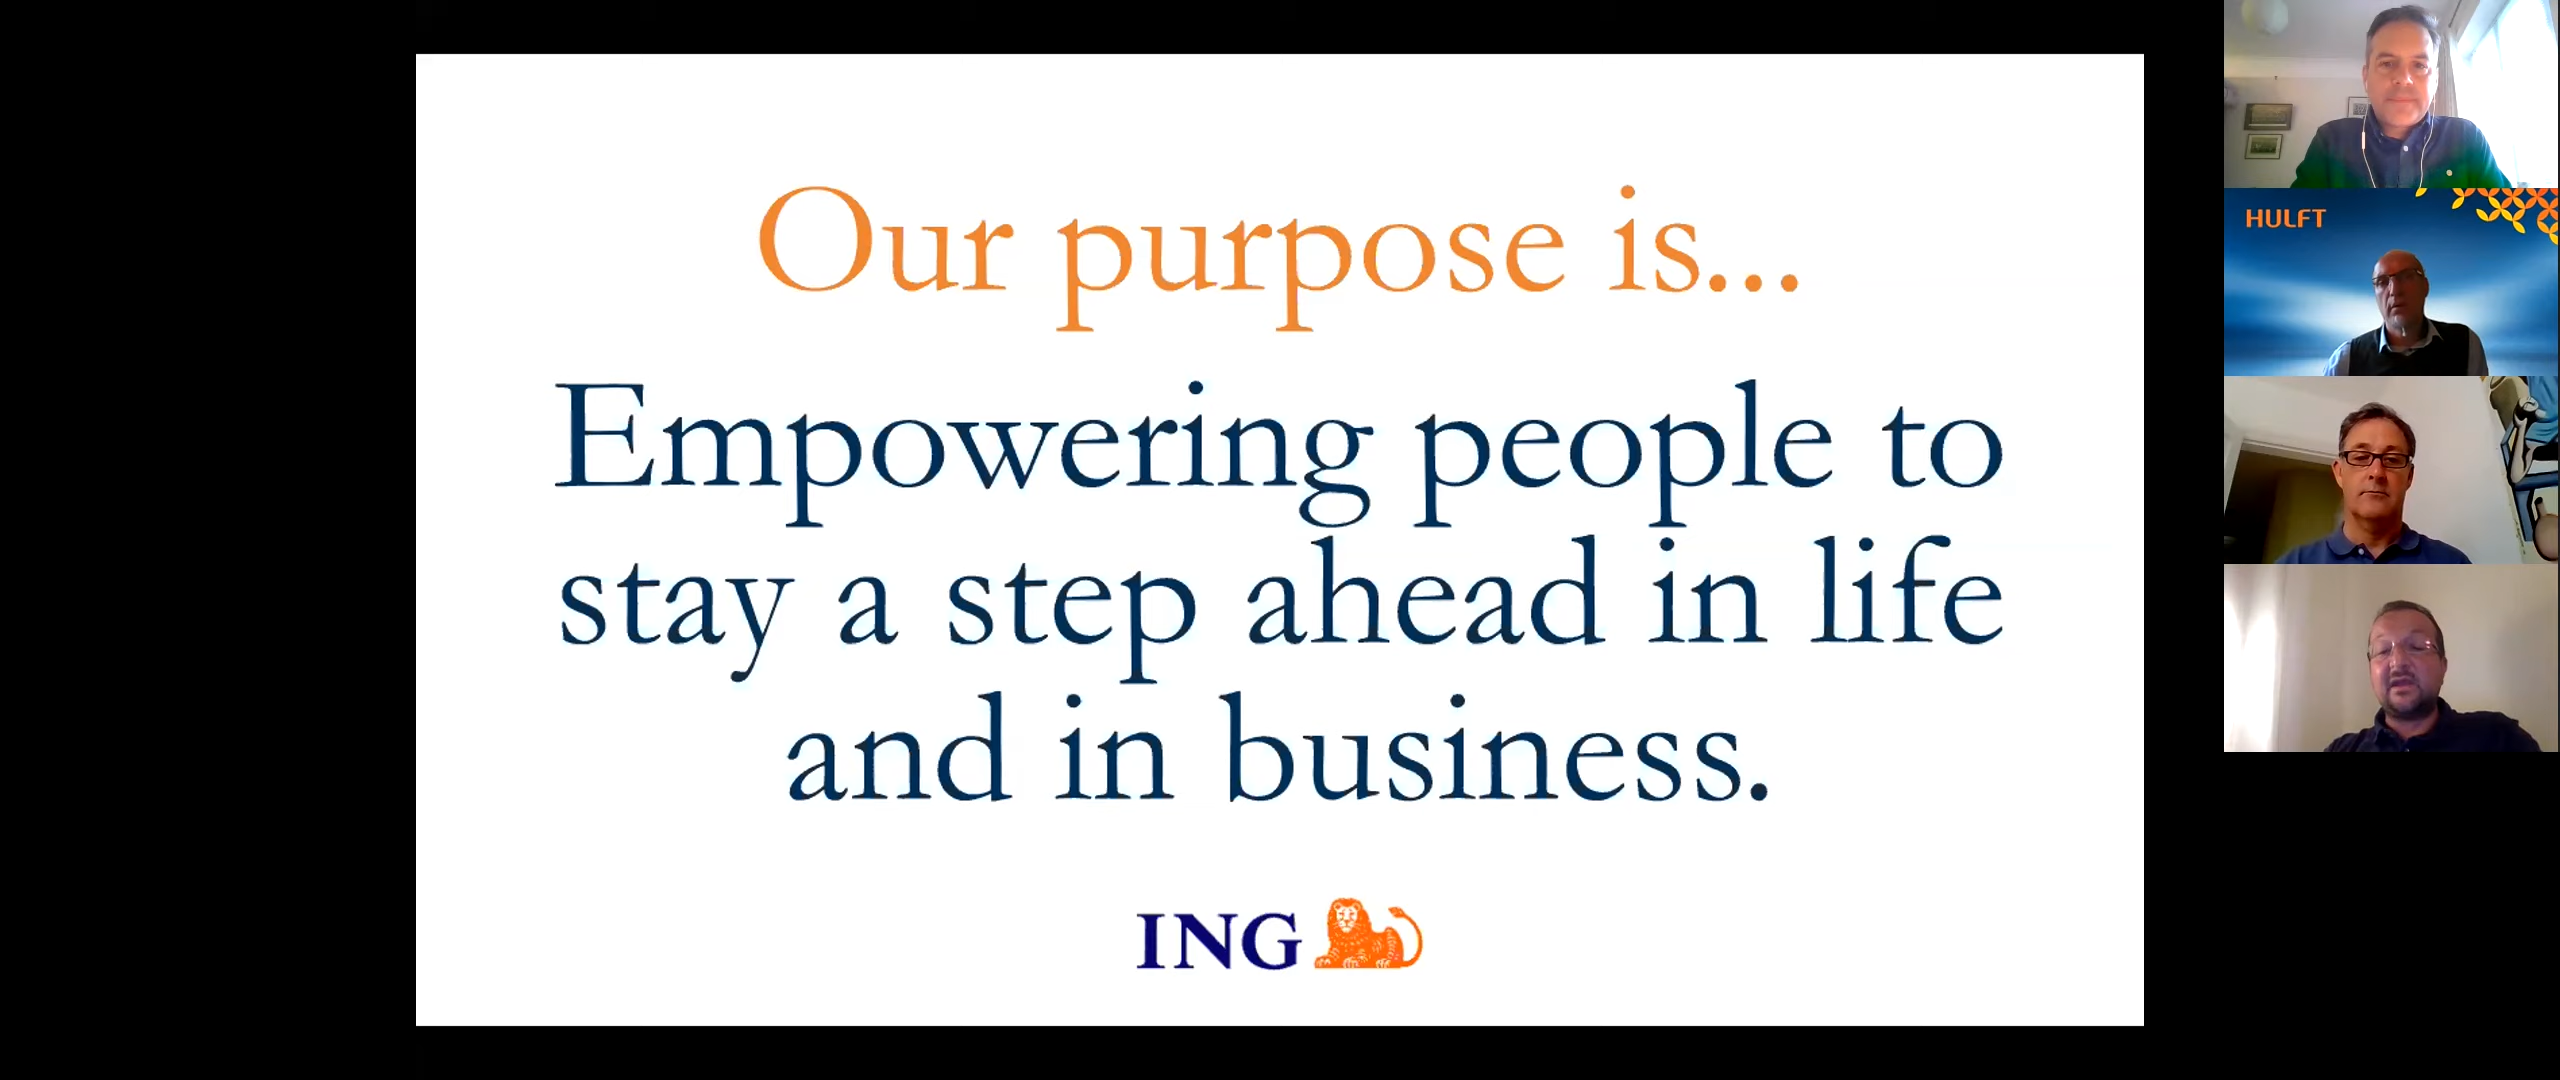 Our purpose is...
Empowering people to
stay a step ahead in life
and in business.
ING
HULFT